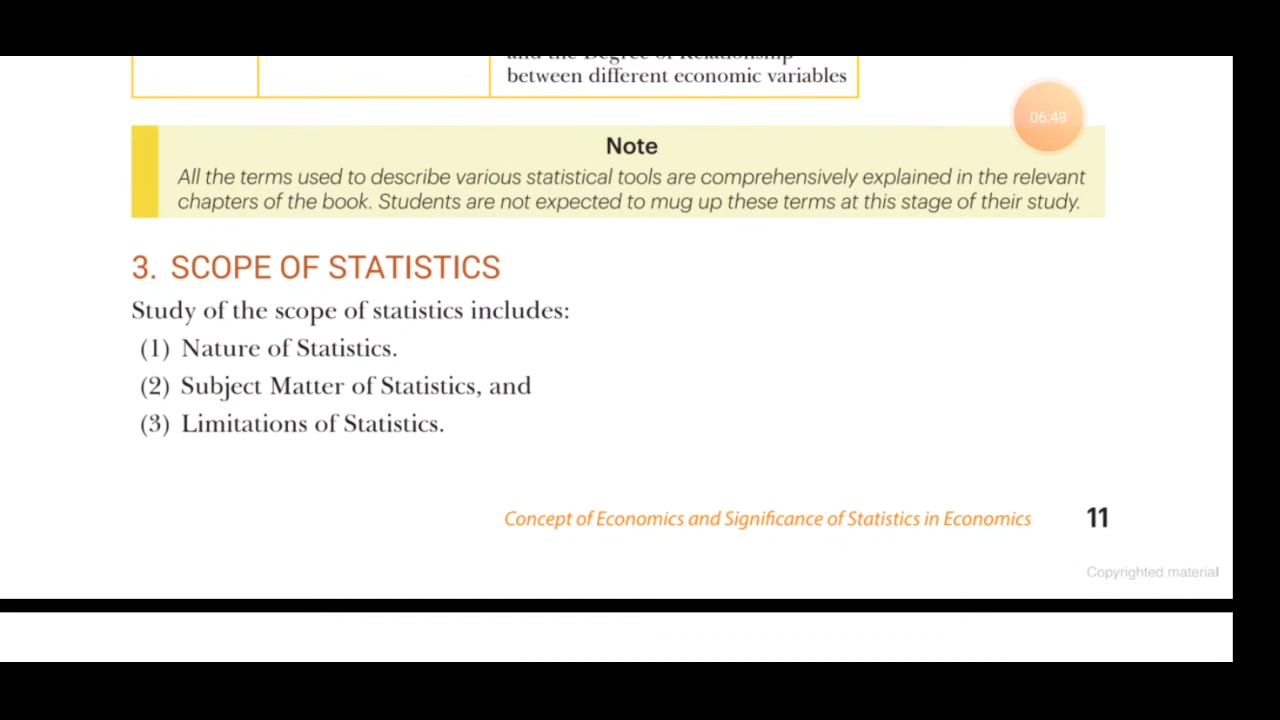 between different economic variables
06:48
Note
All the terms used to describe various statistical tools are comprehensively explained in the relevant
chapters of the book. Students are not expected to mug up these terms at this stage of their study.
3. SCOPE OF STATISTICS
Study of the scope of statistics includes:
(1) Nature of Statistics.
(2) Subject Matter of Statistics, and
(3) Limitations of Statistics.
Concept of Economics and Significance of Statistics in Economics 11
Copyrighted material